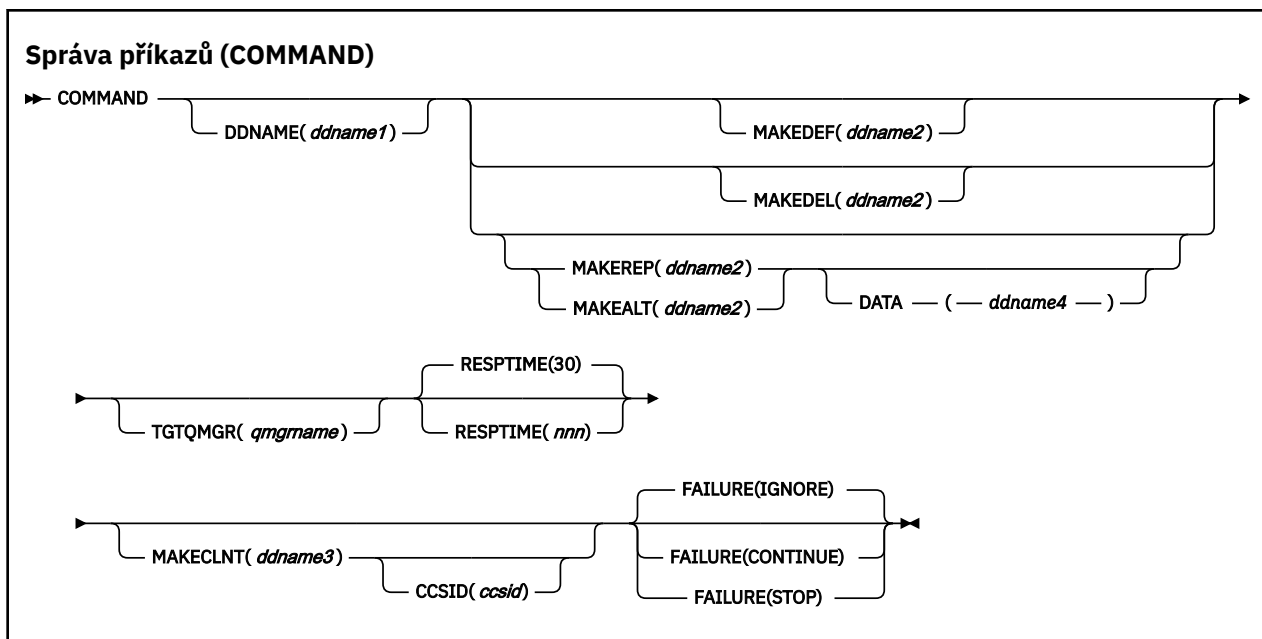 Správa příkazů (COMMAND)
COMMAND
DDNAME( ddname1 )
MAKEDEF( ddname2 )
MAKEDEL( ddname2 )
MAKEREP( ddname2 )
MAKEALT( ddname2 )
DATA ( ddname4 )
RESPTIME(30)
TGTQMGR( qmgrname )
RESPTIME( nnn )
FAILURE(IGNORE)
MAKECLNT( ddname3 )
CCSID( ccsid )
FAILURE(CONTINUE)
FAILURE(STOP)